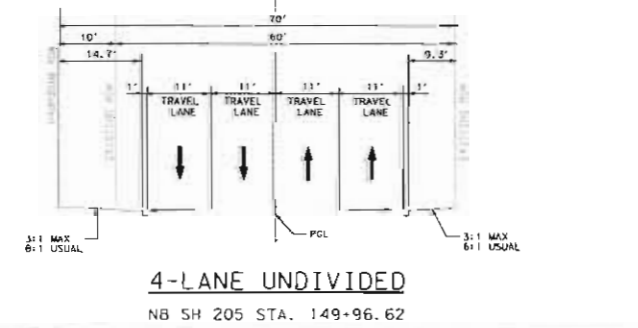 70'
10' 60'
14.7' 9.3'
1' 11' 11' 11' 11' 1'
TRAVEL LANE TRAVEL LANE TRAVEL LANE TRAVEL LANE
EXISTING ROW
3:1 MAX
6:1 USUAL
PGL
3:1 MAX
6:1 USUAL
4-LANE UNDIVIDED
NB SH 205 STA. 149+96.62